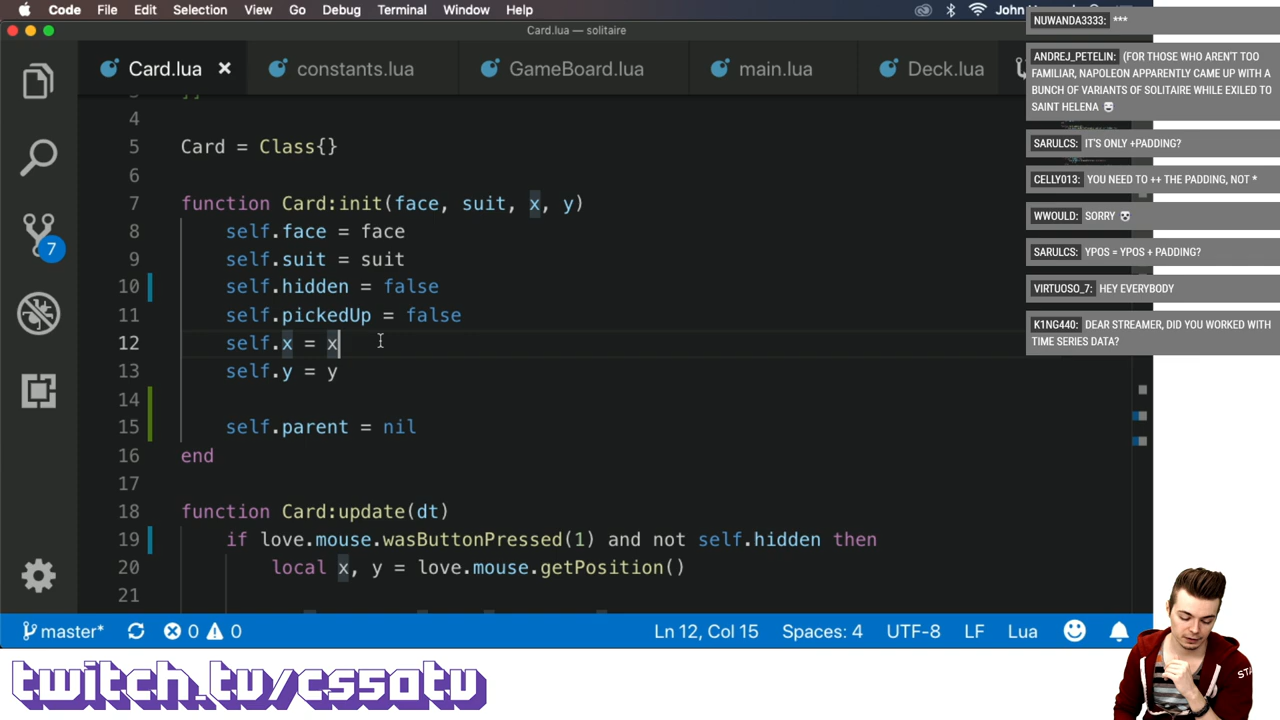 Code File Edit Selection View Go Debug Terminal Window Help
Card.lua — solitaire
Card.lua constants.lua GameBoard.lua main.lua Deck.lua
4
5 Card = Class{}
6
7 function Card:init(face, suit, x, y)
8 self.face = face
9 self.suit = suit
10 self.hidden = false
11 self.pickedUp = false
12 self.x = x
13 self.y = y
14
15 self.parent = nil
16 end
17
18 function Card:update(dt)
19 if love.mouse.wasButtonPressed(1) and not self.hidden then
20 local x, y = love.mouse.getPosition()
21
7
master* 0 0 Ln 12, Col 15 Spaces: 4 UTF-8 LF Lua
NUWANDA3333: ***
ANDREJ_PETELIN: (FOR THOSE WHO AREN'T TOO
FAMILIAR, NAPOLEON APPARENTLY CAME UP WITH A
BUNCH OF VARIANTS OF SOLITAIRE WHILE EXILED TO
SAINT HELENA
SARULCS: IT'S ONLY +PADDING?
CELLY013: YOU NEED TO ++ THE PADDING, NOT *
WWOULD: SORRY
SARULCS: YPOS = YPOS + PADDING?
VIRTUOSO_7: HEY EVERYBODY
K1NG440: DEAR STREAMER, DID YOU WORKED WITH
TIME SERIES DATA?
twitch.tv/cs50tv
STA